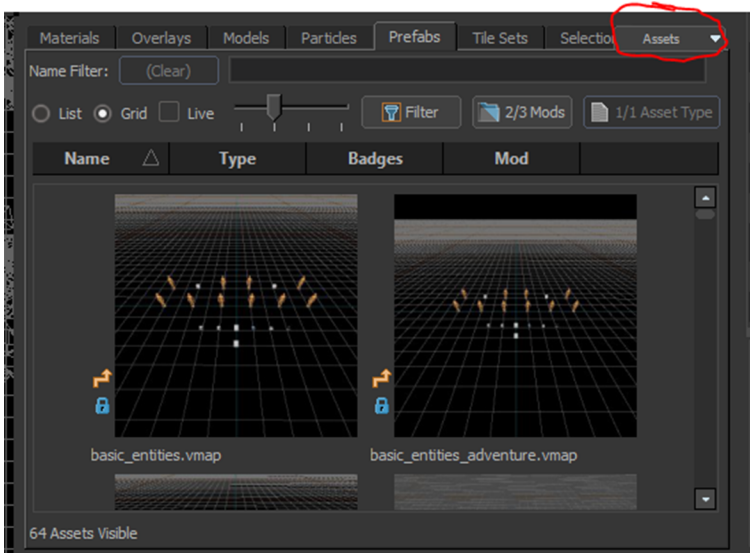 Materials Overlays Models Particles Prefabs Tile Sets Selection Assets
Name Filter: (Clear)
List Grid Live Filter 2/3 Mods 1/1 Asset Type
Name Type Badges Mod
basic_entities.vmap basic_entities_adventure.vmap
64 Assets Visible